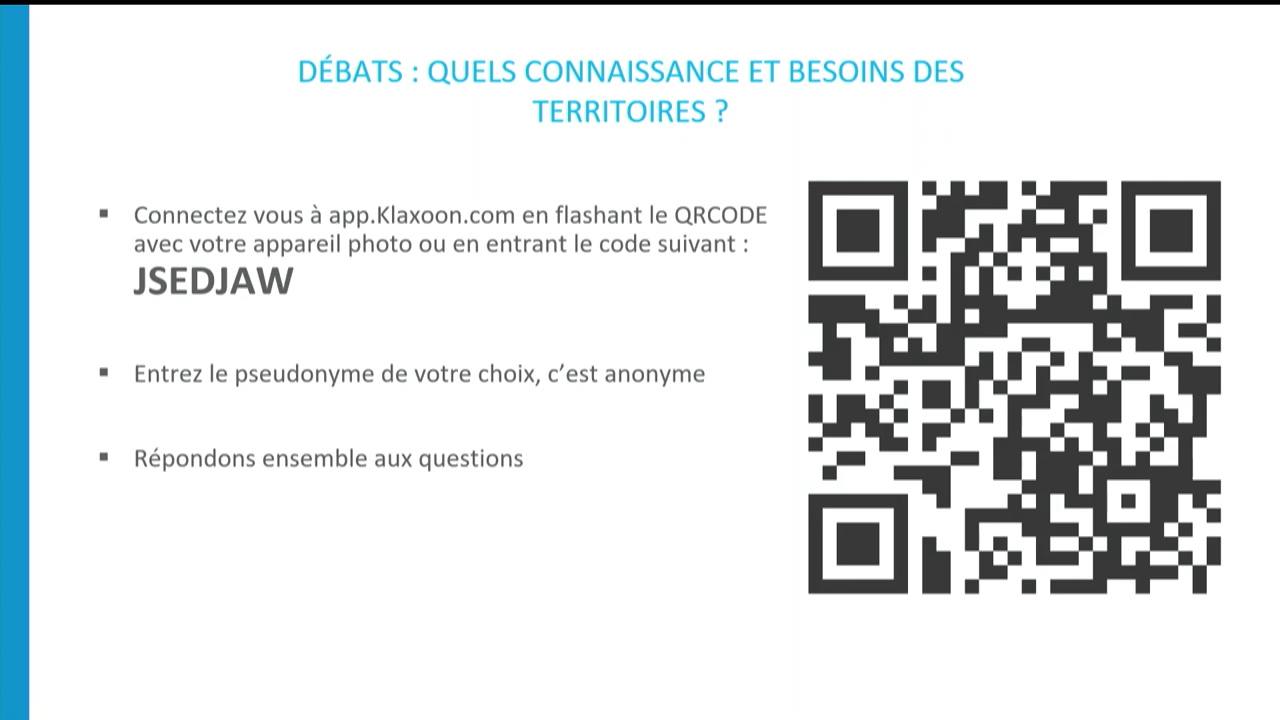 DÉBATS : QUELS CONNAISSANCE ET BESOINS DES
TERRITOIRES ?
▪ Connectez vous à app.Klaxoon.com en flashant le QRCODE
avec votre appareil photo ou en entrant le code suivant :
JSEDJAW
▪ Entrez le pseudonyme de votre choix, c’est anonyme
▪ Répondons ensemble aux questions